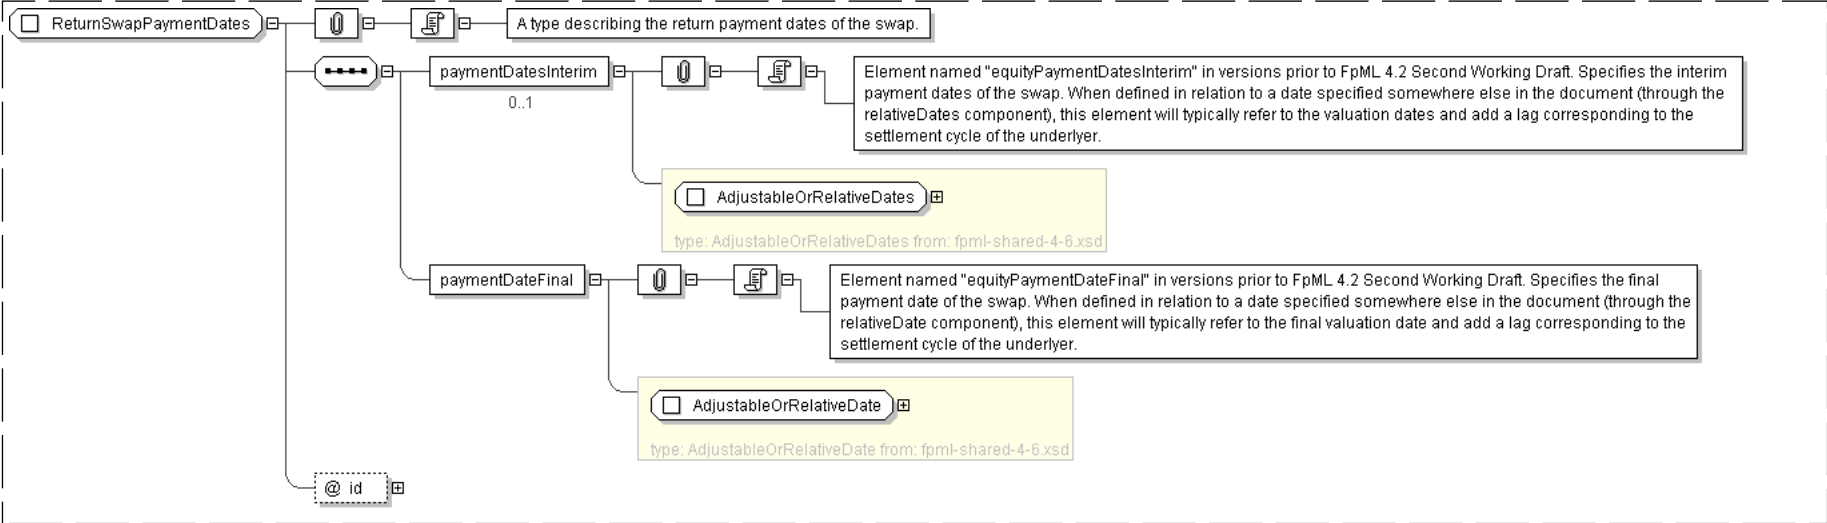 ReturnSwapPaymentDates
A type describing the return payment dates of the swap.
paymentDatesInterim
0..1
Element named "equityPaymentDatesInterim" in versions prior to FpML 4.2 Second Working Draft. Specifies the interim
payment dates of the swap. When defined in relation to a date specified somewhere else in the document (through the
relativeDates component), this element will typically refer to the valuation dates and add a lag corresponding to the
settlement cycle of the underlyer.
AdjustableOrRelativeDates
type: AdjustableOrRelativeDates from: fpml-shared-4-6.xsd
paymentDateFinal
Element named "equityPaymentDateFinal" in versions prior to FpML 4.2 Second Working Draft. Specifies the final
payment date of the swap. When defined in relation to a date specified somewhere else in the document (through the
relativeDate component), this element will typically refer to the final valuation date and add a lag corresponding to the
settlement cycle of the underlyer.
AdjustableOrRelativeDate
type: AdjustableOrRelativeDate from: fpml-shared-4-6.xsd
@ id